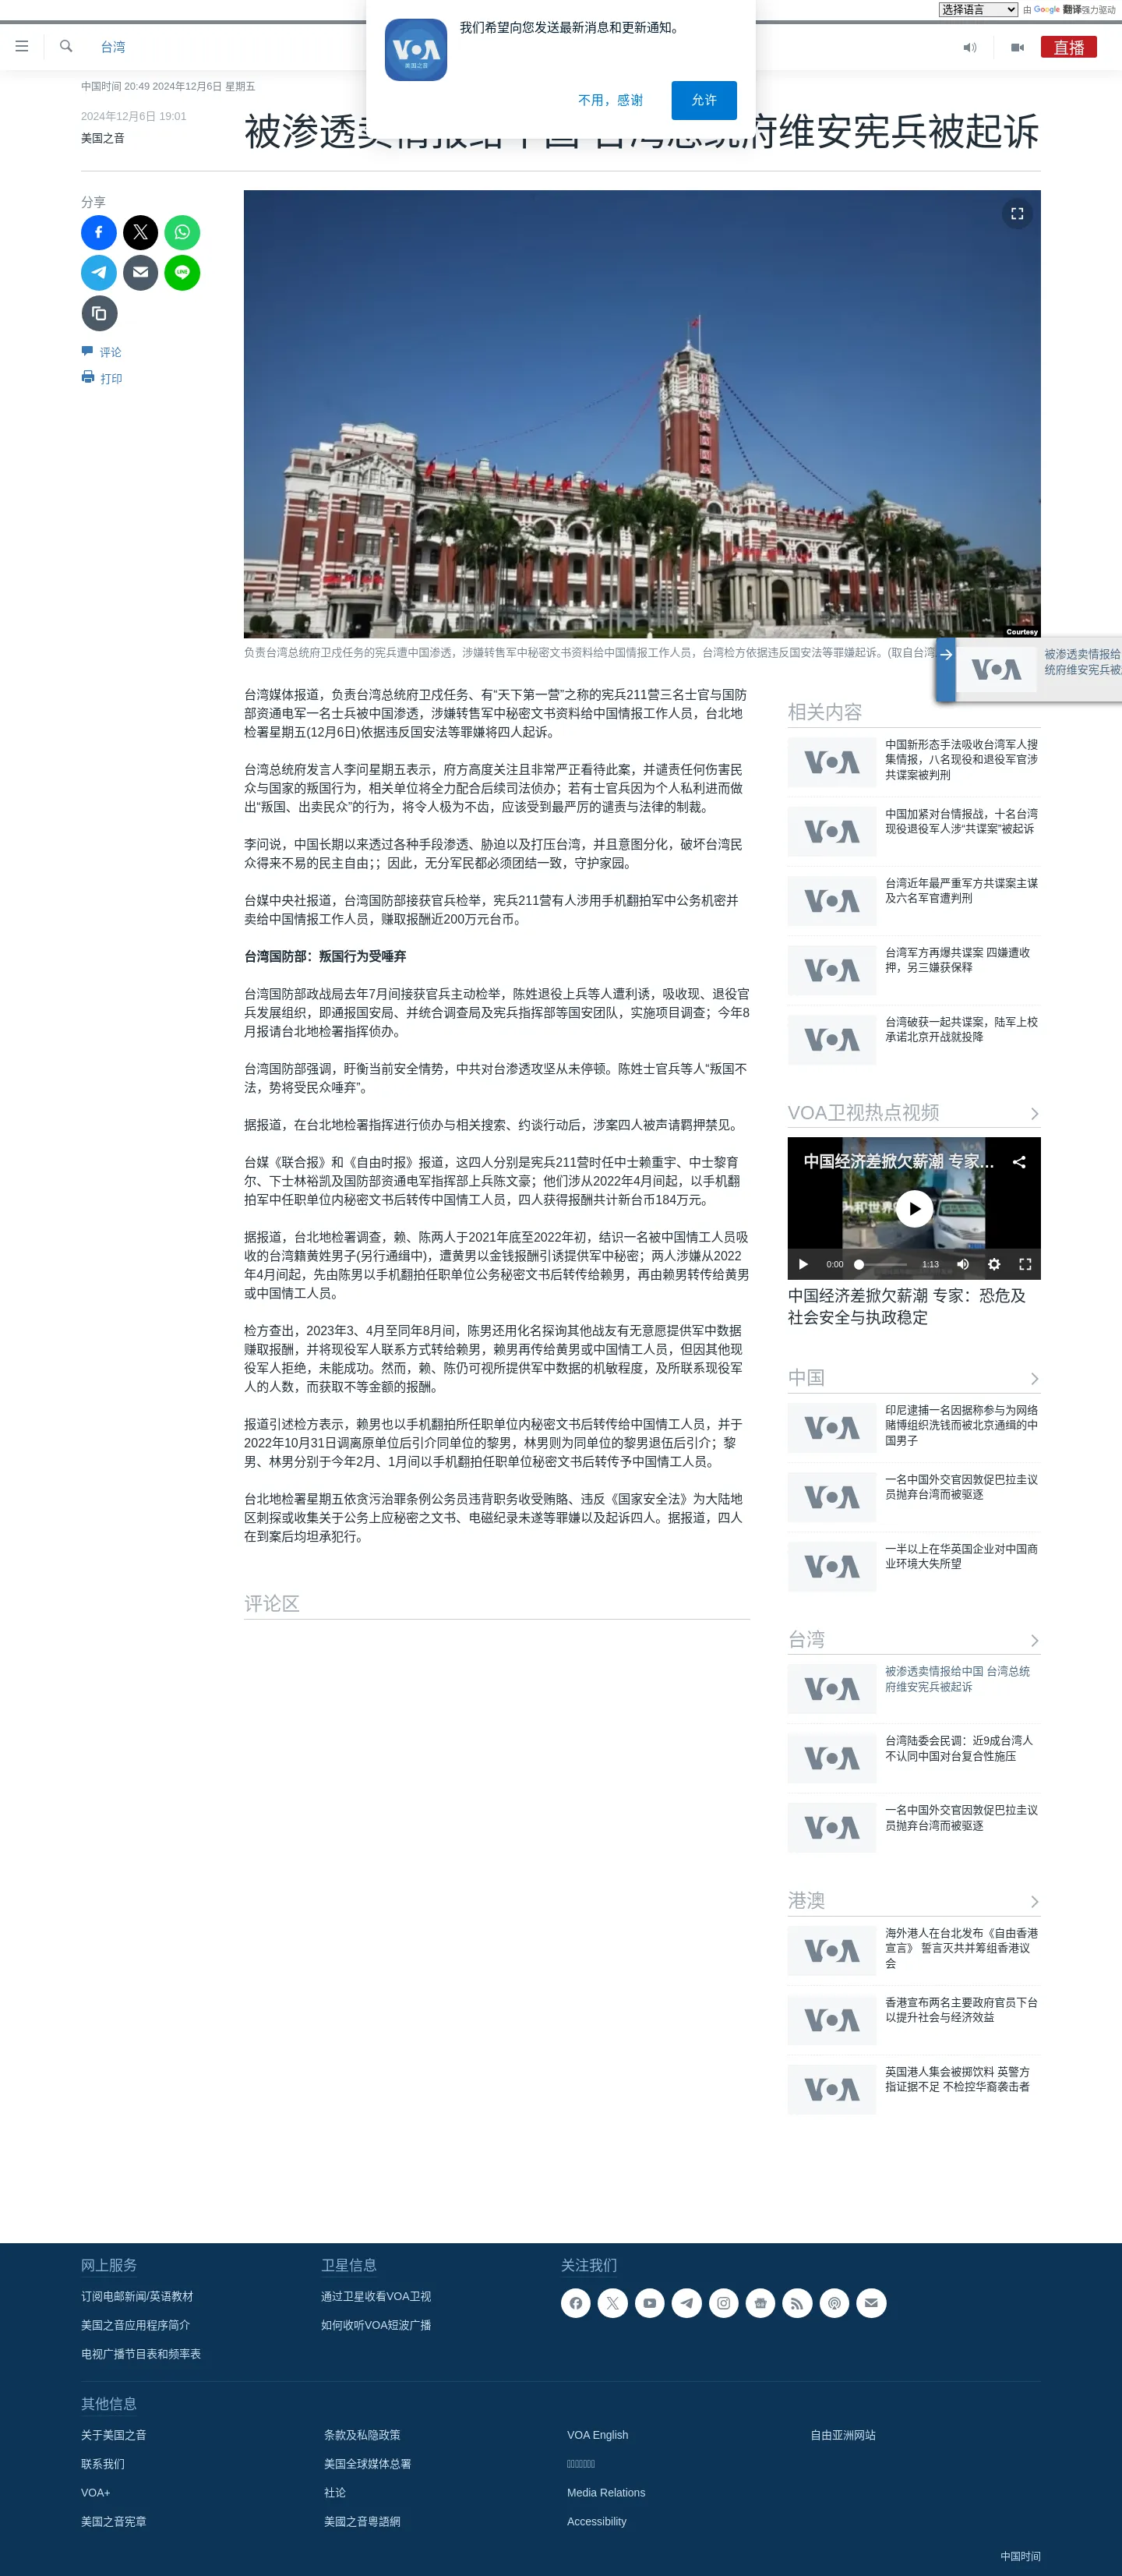 选择语言 由 Google 翻译强力驱动
台湾
直播
我们希望向您发送最新消息和更新通知。
VOA
美国之音
不用，感谢
允许
中国时间 20:49 2024年12月6日 星期五
2024年12月6日 19:01
美国之音
被渗透卖情报给中国 台湾总统府维安宪兵被起诉
分享
评论
打印
Courtesy
负责台湾总统府卫戍任务的宪兵遭中国渗透，涉嫌转售军中秘密文书资料给中国情报工作人员，台湾检方依据违反国安法等罪嫌起诉。(取自台湾
VOA
被渗透卖情报给
统府维安宪兵被
台湾媒体报道，负责台湾总统府卫戍任务、有“天下第一营”之称的宪兵211营三名士官与国防
部资通电军一名士兵被中国渗透，涉嫌转售军中秘密文书资料给中国情报工作人员，台北地
检署星期五(12月6日)依据违反国安法等罪嫌将四人起诉。
台湾总统府发言人李问星期五表示，府方高度关注且非常严正看待此案，并谴责任何伤害民
众与国家的叛国行为，相关单位将全力配合后续司法侦办；若有士官兵因为个人私利进而做
出“叛国、出卖民众”的行为，将令人极为不齿，应该受到最严厉的谴责与法律的制裁。
李问说，中国长期以来透过各种手段渗透、胁迫以及打压台湾，并且意图分化，破坏台湾民
众得来不易的民主自由；；因此，无分军民都必须团结一致，守护家园。
台媒中央社报道，台湾国防部接获官兵检举，宪兵211营有人涉用手机翻拍军中公务机密并
卖给中国情报工作人员，赚取报酬近200万元台币。
台湾国防部：叛国行为受唾弃
台湾国防部政战局去年7月间接获官兵主动检举，陈姓退役上兵等人遭利诱，吸收现、退役官
兵发展组织，即通报国安局、并统合调查局及宪兵指挥部等国安团队，实施项目调查；今年8
月报请台北地检署指挥侦办。
台湾国防部强调，盱衡当前安全情势，中共对台渗透攻坚从未停顿。陈姓士官兵等人“叛国不
法，势将受民众唾弃”。
据报道，在台北地检署指挥进行侦办与相关搜索、约谈行动后，涉案四人被声请羁押禁见。
台媒《联合报》和《自由时报》报道，这四人分别是宪兵211营时任中士赖重宇、中士黎育
尔、下士林裕凯及国防部资通电军指挥部上兵陈文豪；他们涉从2022年4月间起，以手机翻
拍军中任职单位内秘密文书后转传中国情工人员，四人获得报酬共计新台币184万元。
据报道，台北地检署调查，赖、陈两人于2021年底至2022年初，结识一名被中国情工人员吸
收的台湾籍黄姓男子(另行通缉中)，遭黄男以金钱报酬引诱提供军中秘密；两人涉嫌从2022
年4月间起，先由陈男以手机翻拍任职单位公务秘密文书后转传给赖男，再由赖男转传给黄男
或中国情工人员。
检方查出，2023年3、4月至同年8月间，陈男还用化名探询其他战友有无意愿提供军中数据
赚取报酬，并将现役军人联系方式转给赖男，赖男再传给黄男或中国情工人员，但因其他现
役军人拒绝，未能成功。然而，赖、陈仍可视所提供军中数据的机敏程度，及所联系现役军
人的人数，而获取不等金额的报酬。
报道引述检方表示，赖男也以手机翻拍所任职单位内秘密文书后转传给中国情工人员，并于
2022年10月31日调离原单位后引介同单位的黎男，林男则为同单位的黎男退伍后引介；黎
男、林男分别于今年2月、1月间以手机翻拍任职单位秘密文书后转传予中国情工人员。
台北地检署星期五依贪污治罪条例公务员违背职务收受贿赂、违反《国家安全法》为大陆地
区刺探或收集关于公务上应秘密之文书、电磁纪录未遂等罪嫌以及起诉四人。据报道，四人
在到案后均坦承犯行。
评论区
相关内容
VOA
中国新形态手法吸收台湾军人搜
集情报，八名现役和退役军官涉
共谍案被判刑
VOA
中国加紧对台情报战，十名台湾
现役退役军人涉“共谍案”被起诉
VOA
台湾近年最严重军方共谍案主谋
及六名军官遭判刑
VOA
台湾军方再爆共谍案 四嫌遭收
押，另三嫌获保释
VOA
台湾破获一起共谍案，陆军上校
承诺北京开战就投降
VOA卫视热点视频
中国经济差掀欠薪潮 专家…
0:00
1:13
中国经济差掀欠薪潮 专家：恐危及
社会安全与执政稳定
中国
VOA
印尼逮捕一名因据称参与为网络
赌博组织洗钱而被北京通缉的中
国男子
VOA
一名中国外交官因敦促巴拉圭议
员抛弃台湾而被驱逐
VOA
一半以上在华英国企业对中国商
业环境大失所望
台湾
VOA
被渗透卖情报给中国 台湾总统
府维安宪兵被起诉
VOA
台湾陆委会民调：近9成台湾人
不认同中国对台复合性施压
VOA
一名中国外交官因敦促巴拉圭议
员抛弃台湾而被驱逐
港澳
VOA
海外港人在台北发布《自由香港
宣言》 誓言灭共并筹组香港议
会
VOA
香港宣布两名主要政府官员下台
以提升社会与经济效益
VOA
英国港人集会被掷饮料 英警方
指证据不足 不检控华裔袭击者
网上服务
订阅电邮新闻/英语教材
美国之音应用程序简介
电视广播节目表和频率表
卫星信息
通过卫星收看VOA卫视
如何收听VOA短波广播
关注我们
其他信息
关于美国之音
联系我们
VOA+
美国之音宪章
条款及私隐政策
美国全球媒体总署
社论
美國之音粵語網
VOA English
Media Relations
Accessibility
自由亚洲网站
中国时间